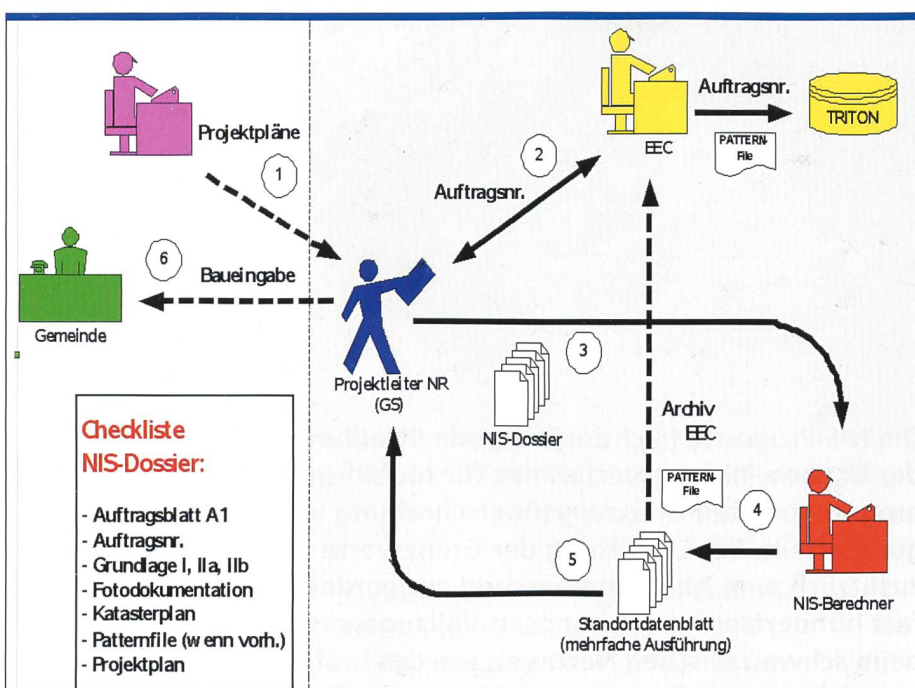 Projektpläne
1
2
Auftragsnr.
EEC
Auftragsnr.
PATTERN-
File
TRITON
6
Baueingabe
Gemeinde
Projektleiter NR
(GS)
3
NIS-Dossier
Archiv
EEC
PATTERN-
File
4
5
NIS-Berechner
Standortdatenblatt
(mehrfache Ausführung)
Checkliste
NIS-Dossier:
- Auftragsblatt A1
- Auftragsnr.
- Grundlage I, IIa, IIb
- Fotodokumentation
- Katasterplan
- Patternfile (wenn vorh.)
- Projektplan